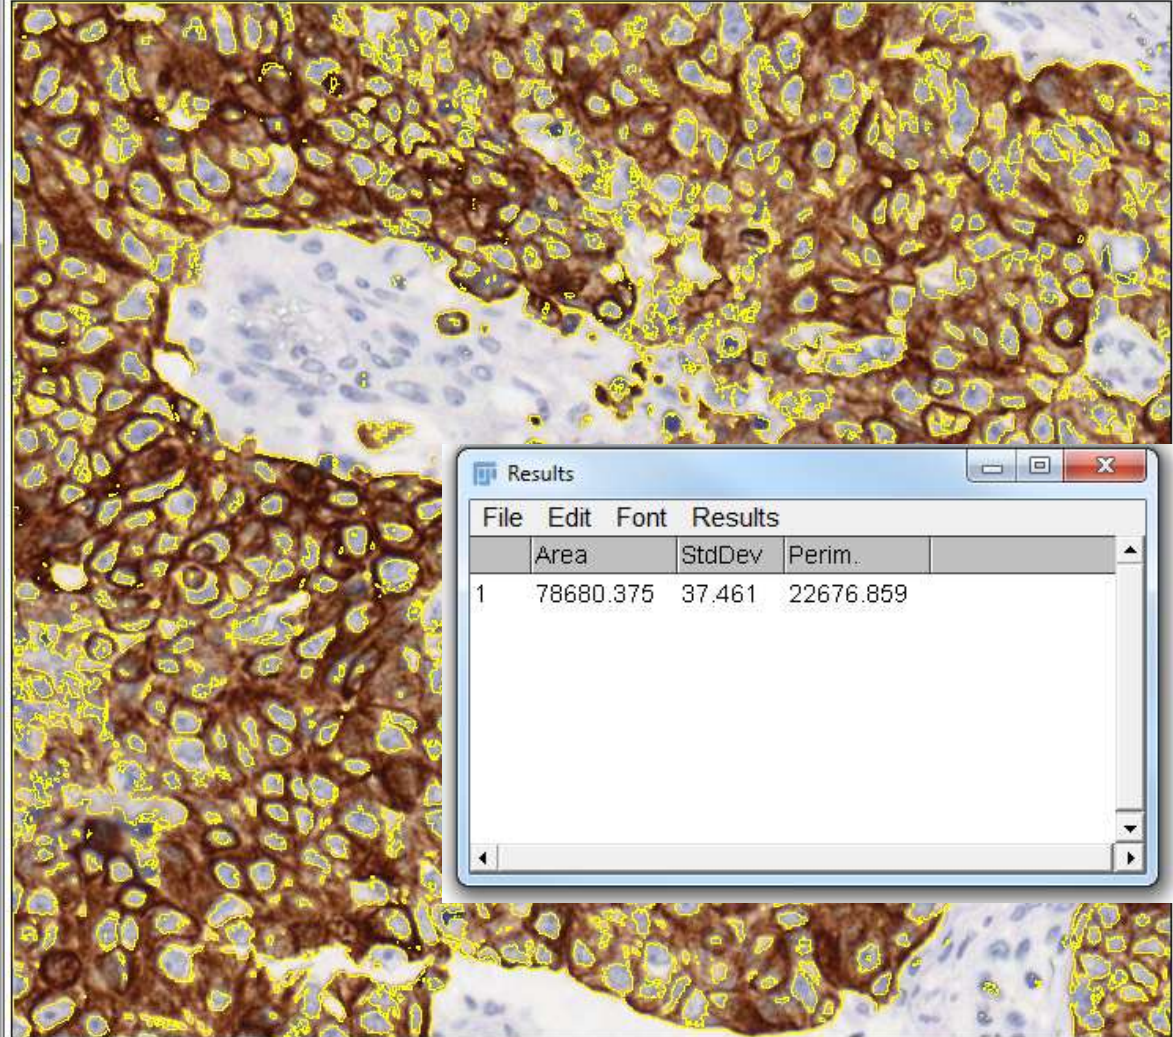 Results
File Edit Font Results
Area StdDev Perim.
1 78680.375 37.461 22676.859